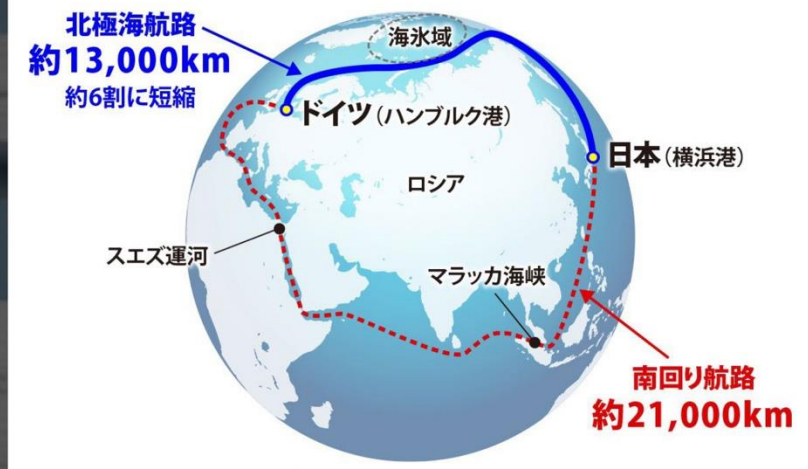 北極海航路
約13,000km
約6割に短縮
海氷域
ドイツ(ハンブルク港)
日本(横浜港)
ロシア
スエズ運河
マラッカ海峡
南回り航路
約21,000km